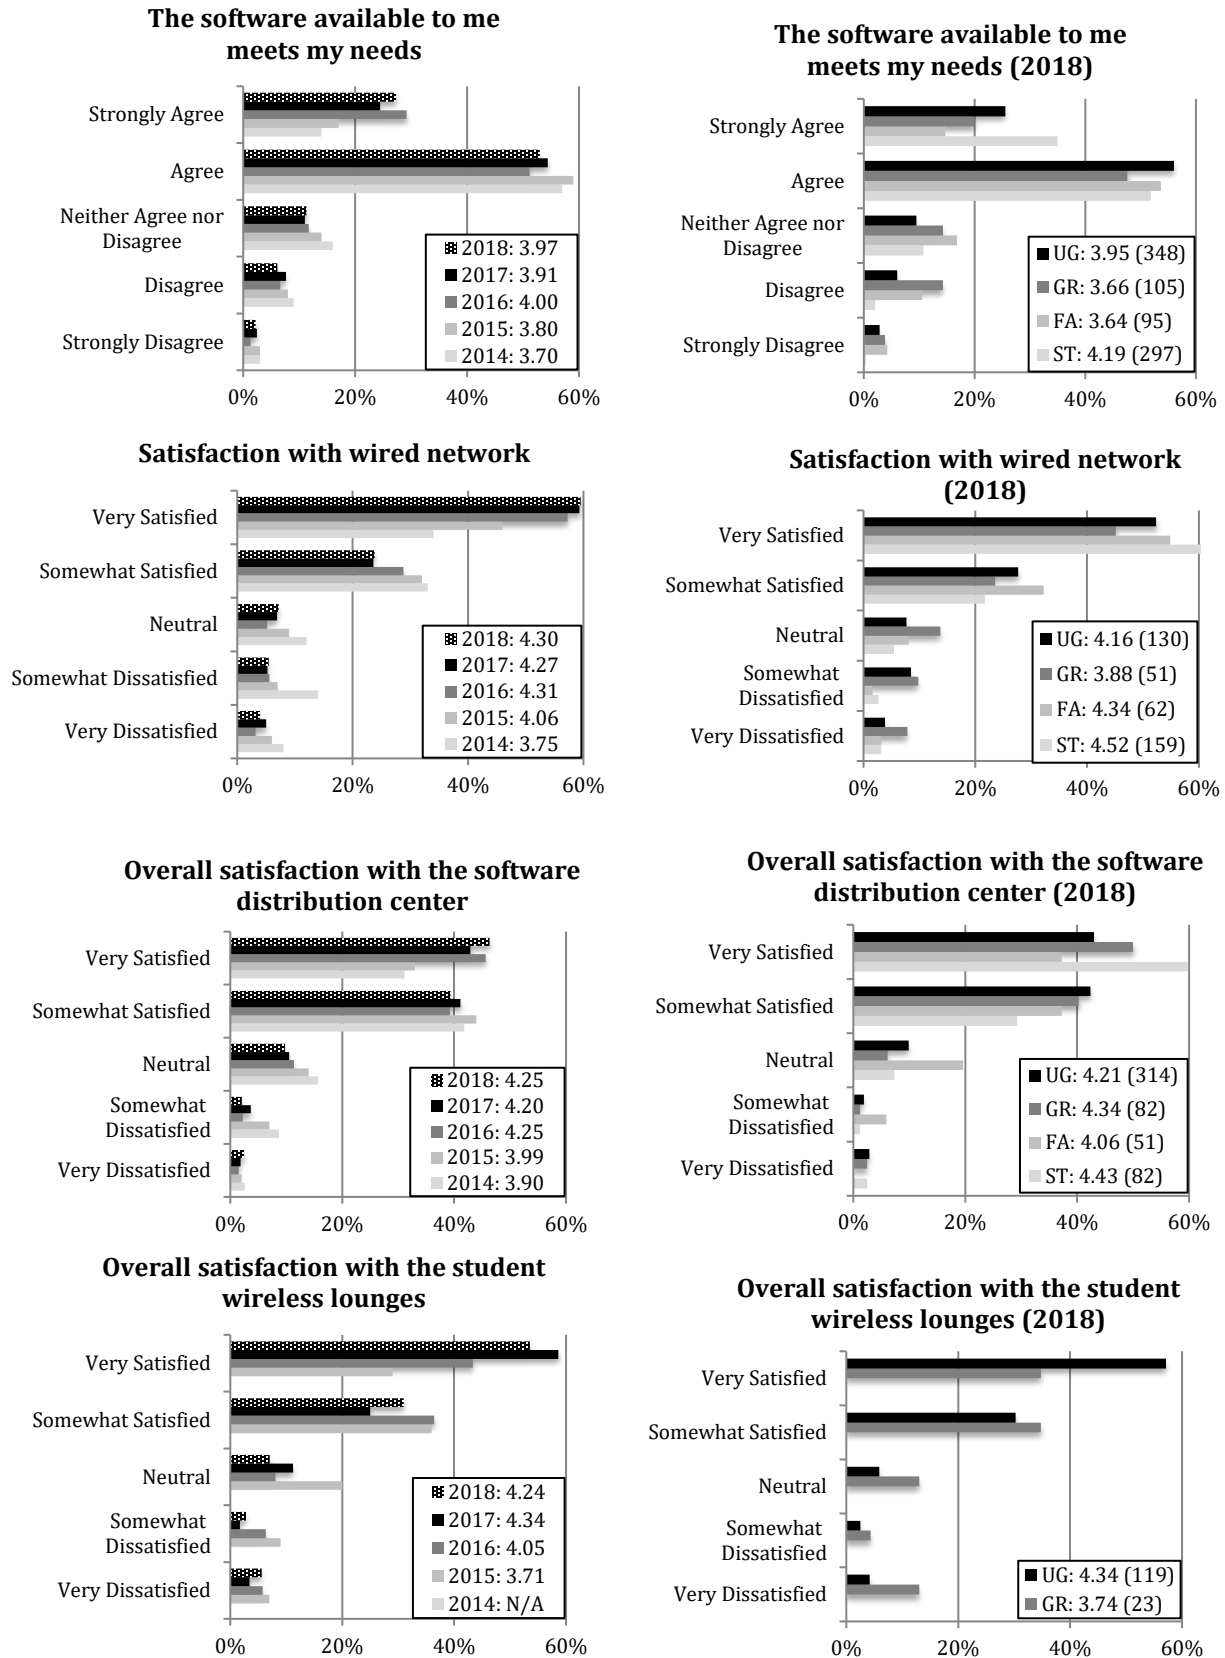 The software available to me
meets my needs
Strongly Agree
Agree
Neither Agree nor
Disagree
Disagree
Strongly Disagree
2018: 3.97
2017: 3.91
2016: 4.00
2015: 3.80
2014: 3.70
0% 20% 40% 60%
The software available to me
meets my needs (2018)
Strongly Agree
Agree
Neither Agree nor
Disagree
Disagree
Strongly Disagree
UG: 3.95 (348)
GR: 3.66 (105)
FA: 3.64 (95)
ST: 4.19 (297)
0% 20% 40% 60%
Satisfaction with wired network
Very Satisfied
Somewhat Satisfied
Neutral
Somewhat Dissatisfied
Very Dissatisfied
2018: 4.30
2017: 4.27
2016: 4.31
2015: 4.06
2014: 3.75
0% 20% 40% 60%
Satisfaction with wired network
(2018)
Very Satisfied
Somewhat Satisfied
Neutral
Somewhat
Dissatisfied
Very Dissatisfied
UG: 4.16 (130)
GR: 3.88 (51)
FA: 4.34 (62)
ST: 4.52 (159)
0% 20% 40% 60%
Overall satisfaction with the software
distribution center
Very Satisfied
Somewhat Satisfied
Neutral
Somewhat
Dissatisfied
Very Dissatisfied
2018: 4.25
2017: 4.20
2016: 4.25
2015: 3.99
2014: 3.90
0% 20% 40% 60%
Overall satisfaction with the software
distribution center (2018)
Very Satisfied
Somewhat Satisfied
Neutral
Somewhat
Dissatisfied
Very Dissatisfied
UG: 4.21 (314)
GR: 4.34 (82)
FA: 4.06 (51)
ST: 4.43 (82)
0% 20% 40% 60%
Overall satisfaction with the student
wireless lounges
Very Satisfied
Somewhat Satisfied
Neutral
Somewhat
Dissatisfied
Very Dissatisfied
2018: 4.24
2017: 4.34
2016: 4.05
2015: 3.71
2014: N/A
0% 20% 40% 60%
Overall satisfaction with the student
wireless lounges (2018)
Very Satisfied
Somewhat Satisfied
Neutral
Somewhat
Dissatisfied
Very Dissatisfied
UG: 4.34 (119)
GR: 3.74 (23)
0% 20% 40% 60%